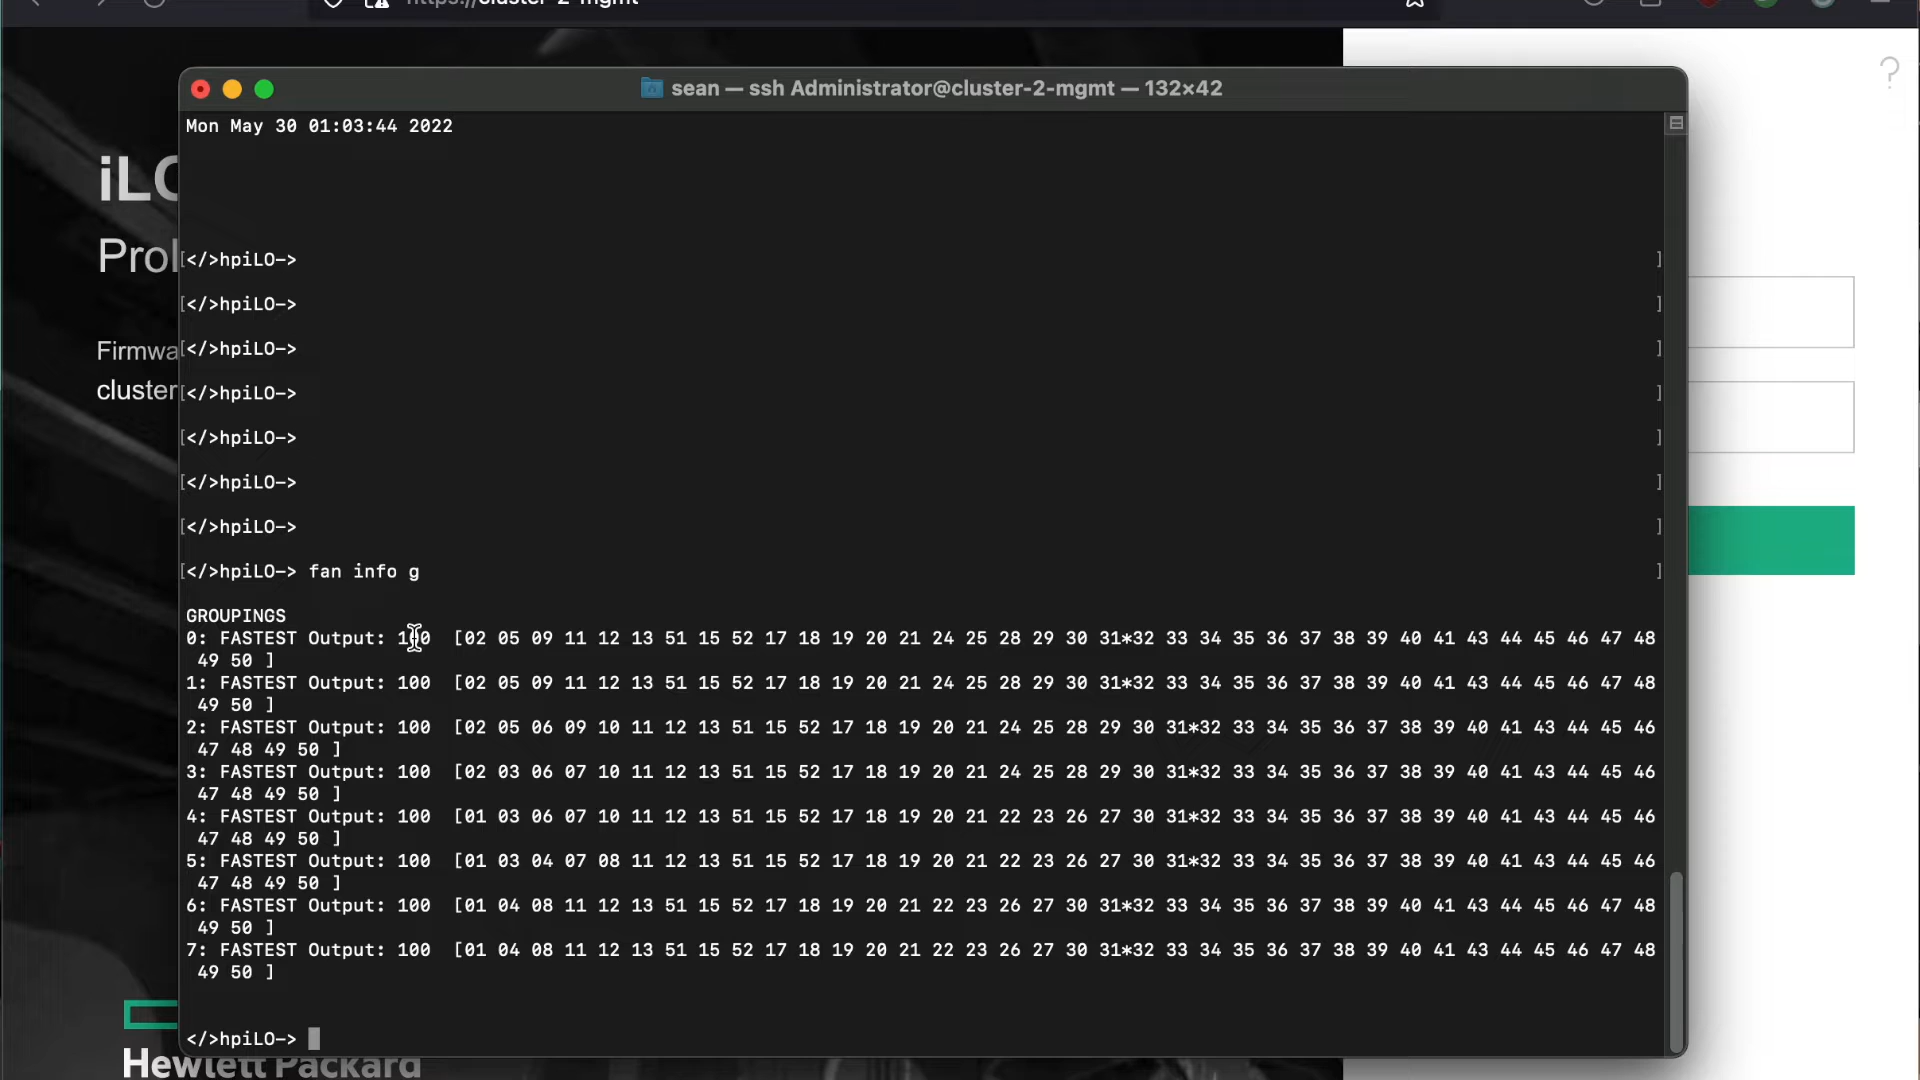 https://cluster-2-mgmt
sean — ssh Administrator@cluster-2-mgmt — 132×42
Mon May 30 01:03:44 2022
iLO
[</>hpiLO->]
[</>hpiLO->]
[</>hpiLO->]
Firmwa
[</>hpiLO->]
cluster
[</>hpiLO->]
[</>hpiLO->]
[</>hpiLO->]
[</>hpiLO-> fan info g]
GROUPINGS
0: FASTEST Output: 100  [02 05 09 11 12 13 51 15 52 17 18 19 20 21 24 25 28 29 30 31*32 33 34 35 36 37 38 39 40 41 43 44 45 46 47 48
49 50 ]
1: FASTEST Output: 100  [02 05 09 11 12 13 51 15 52 17 18 19 20 21 24 25 28 29 30 31*32 33 34 35 36 37 38 39 40 41 43 44 45 46 47 48
49 50 ]
2: FASTEST Output: 100  [02 05 06 09 10 11 12 13 51 15 52 17 18 19 20 21 24 25 28 29 30 31*32 33 34 35 36 37 38 39 40 41 43 44 45 46
47 48 49 50 ]
3: FASTEST Output: 100  [02 03 06 07 10 11 12 13 51 15 52 17 18 19 20 21 24 25 28 29 30 31*32 33 34 35 36 37 38 39 40 41 43 44 45 46
47 48 49 50 ]
4: FASTEST Output: 100  [01 03 06 07 10 11 12 13 51 15 52 17 18 19 20 21 22 23 26 27 30 31*32 33 34 35 36 37 38 39 40 41 43 44 45 46
47 48 49 50 ]
5: FASTEST Output: 100  [01 03 04 07 08 11 12 13 51 15 52 17 18 19 20 21 22 23 26 27 30 31*32 33 34 35 36 37 38 39 40 41 43 44 45 46
47 48 49 50 ]
6: FASTEST Output: 100  [01 04 08 11 12 13 51 15 52 17 18 19 20 21 22 23 26 27 30 31*32 33 34 35 36 37 38 39 40 41 43 44 45 46 47 48
49 50 ]
7: FASTEST Output: 100  [01 04 08 11 12 13 51 15 52 17 18 19 20 21 22 23 26 27 30 31*32 33 34 35 36 37 38 39 40 41 43 44 45 46 47 48
49 50 ]
</>hpiLO->
Hewlett Packard